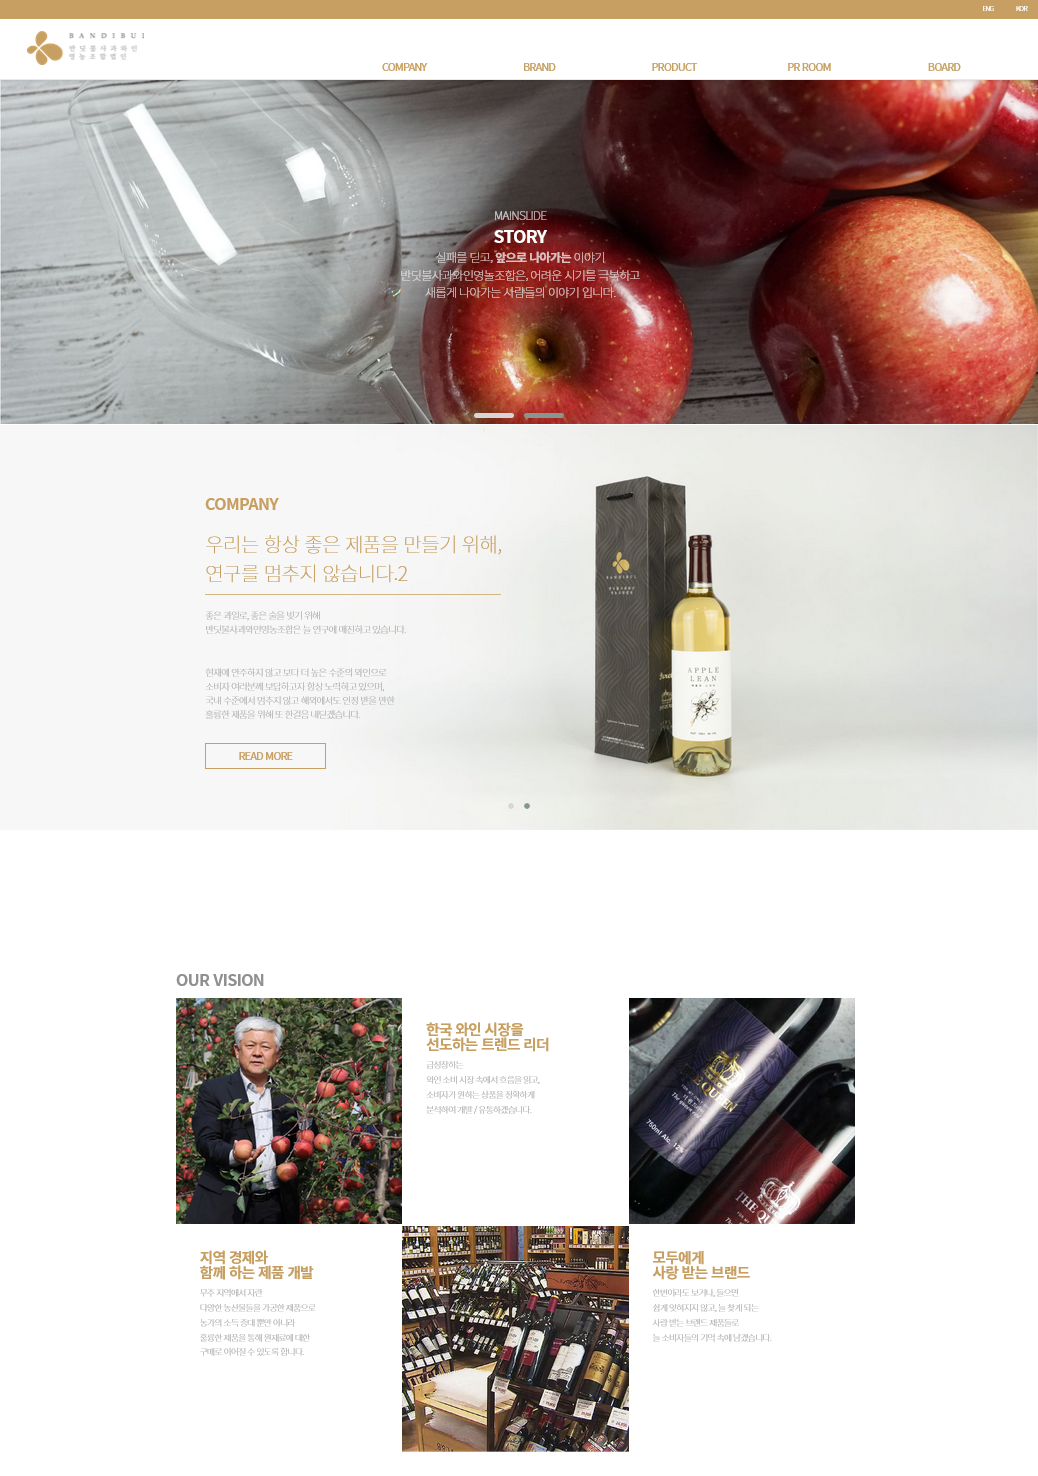 ENG KOR
BANDIBUI
반딧불사과와인
영농조합법인
COMPANY BRAND PRODUCT PR ROOM BOARD
MAINSLIDE
STORY
실패를 딛고, 앞으로 나아가는 이야기
반딧불사과와인영농조합은, 어려운 시기를 극복하고
새롭게 나아가는 사람들의 이야기 입니다.
COMPANY
우리는 항상 좋은 제품을 만들기 위해,
연구를 멈추지 않습니다.2
좋은 과일로, 좋은 술을 빚기 위해
반딧불사과와인영농조합은 늘 연구에 매진하고 있습니다.
현재에 안주하지 않고 보다 더 높은 수준의 와인으로
소비자 여러분께 보답하고자 항상 노력하고 있으며,
국내 수준에서 멈추지 않고 해외에서도 인정 받을 만한
훌륭한 제품을 위해 또 한걸음 내딛겠습니다.
READ MORE
BANDIBUI
APPLE
LEAN
OUR VISION
한국 와인 시장을
선도하는 트렌드 리더
급성장하는
와인 소비 시장 속에서 흐름을 읽고,
소비자가 원하는 상품을 정확하게
분석하여 개발 / 유통하겠습니다.
THE QUEEN
The queen
750ml Alc. 12%
THE QU
지역 경제와
함께 하는 제품 개발
무주 지역에서 자란
다양한 농산물들을 가공한 제품으로
농가의 소득 증대 뿐만 아니라
훌륭한 제품을 통해 원재료에 대한
구매로 이어질 수 있도록 합니다.
모두에게
사랑 받는 브랜드
한번이라도 보거나, 들으면
쉽게 잊혀지지 않고, 늘 찾게 되는
사랑 받는 브랜드 제품들로
늘 소비자들의 기억 속에 남겠습니다.